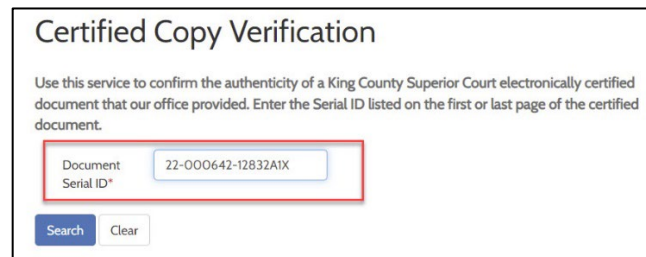 Certified Copy Verification
Use this service to confirm the authenticity of a King County Superior Court electronically certified
document that our office provided. Enter the Serial ID listed on the first or last page of the certified
document.
Document 22-000642-12832A1X
Serial ID*
Search Clear